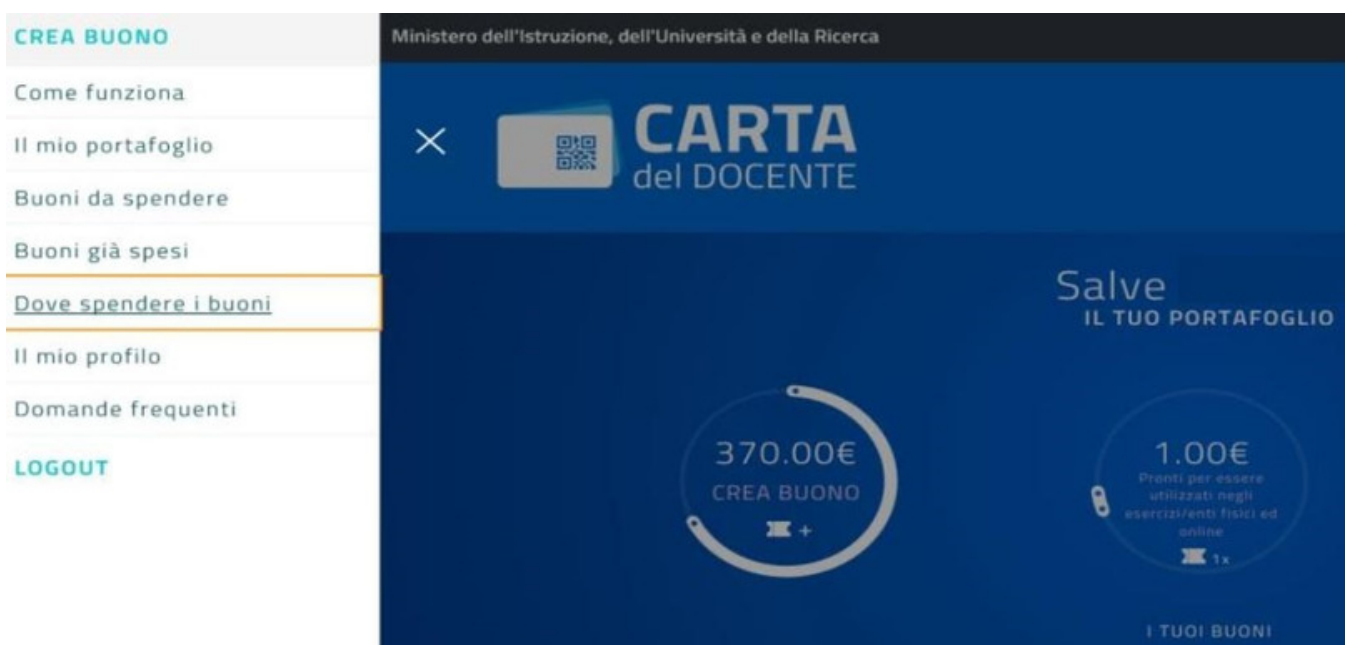 CREA BUONO
Come funziona
Il mio portafoglio
Buoni da spendere
Buoni già spesi
Dove spendere i buoni
Il mio profilo
Domande frequenti
LOGOUT
Ministero dell'Istruzione, dell'Università e della Ricerca
CARTA
del DOCENTE
Salve
IL TUO PORTAFOGLIO
370.00€
CREA BUONO
+
1.00€
Pronti per essere
utilizzati negli
esercizi/enti fisici ed
online
1x
I TUOI BUONI